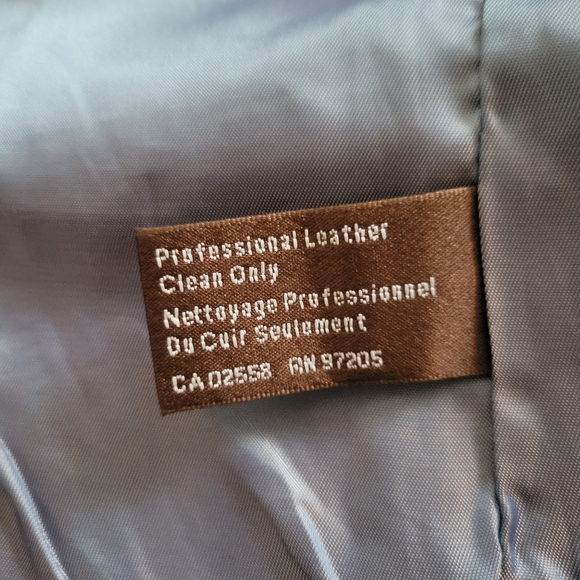 Professional Leather
Clean Only
Nettoyage Professionnel
Du Cuir Seulement
CA 02558 RN 97205